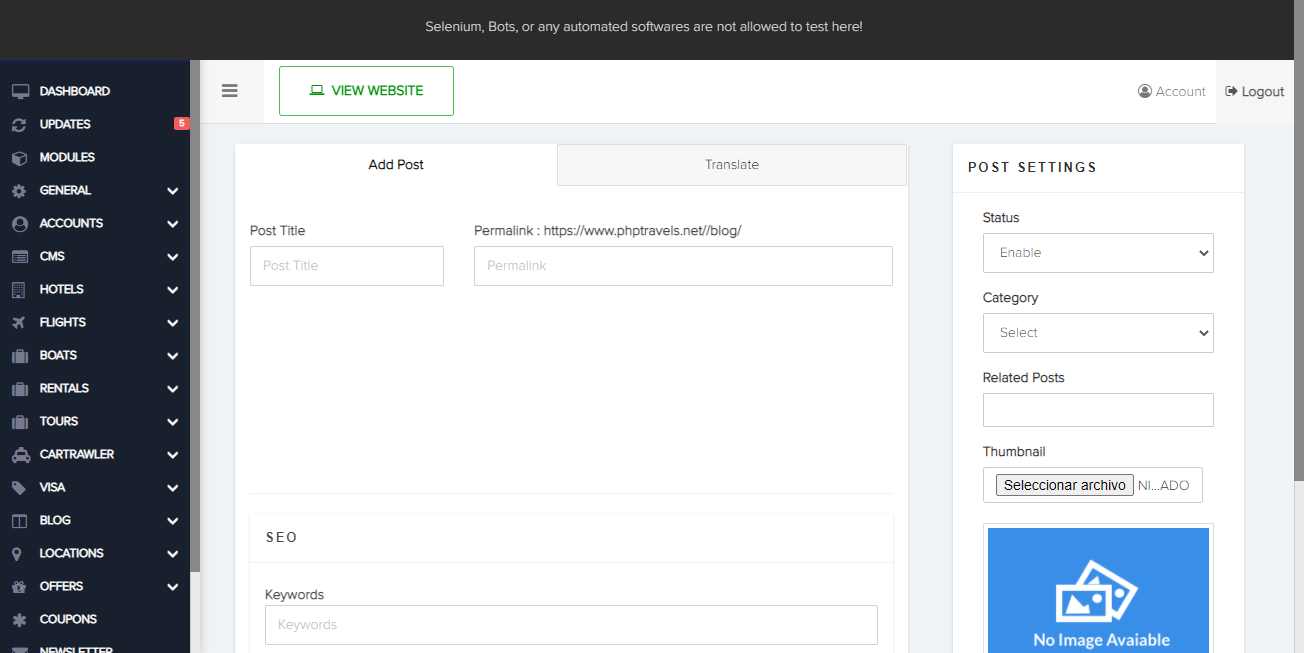 Selenium, Bots, or any automated softwares are not allowed to test here!
DASHBOARD
UPDATES
5
MODULES
GENERAL
ACCOUNTS
CMS
HOTELS
FLIGHTS
BOATS
RENTALS
TOURS
CARTRAWLER
VISA
BLOG
LOCATIONS
OFFERS
COUPONS
NEWSLETTER
VIEW WEBSITE
Account
Logout
Add Post
Translate
Post Title
Permalink : https://www.phptravels.net//blog/
Post Title
Permalink
SEO
Keywords
Keywords
POST SETTINGS
Status
Enable
Category
Select
Related Posts
Thumbnail
Seleccionar archivo NI...ADO
No Image Avaiable